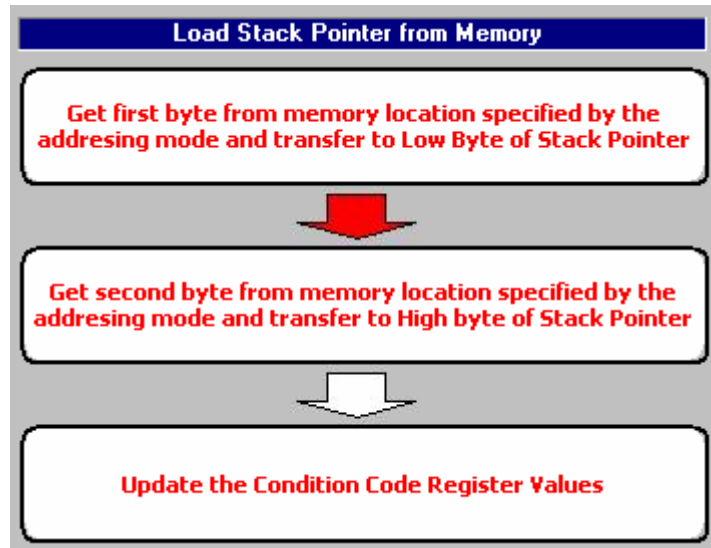 Load Stack Pointer from Memory
Get first byte from memory location specified by the
addresing mode and transfer to Low Byte of Stack Pointer
Get second byte from memory location specified by the
addresing mode and transfer to High byte of Stack Pointer
Update the Condition Code Register Values